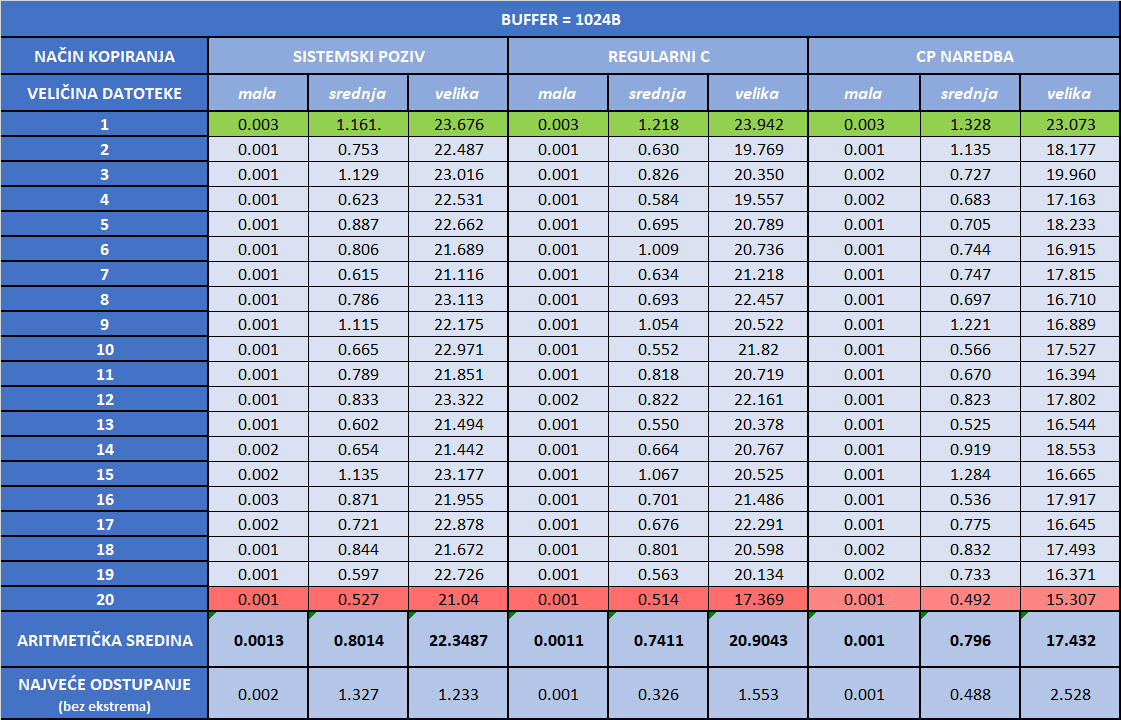 BUFFER = 1024B
NAČIN KOPIRANJA SISTEMSKI POZIV REGULARNI C CP NAREDBA
VELIČINA DATOTEKE mala srednja velika mala srednja velika mala srednja velika
1 0.003 1.161. 23.676 0.003 1.218 23.942 0.003 1.328 23.073
2 0.001 0.753 22.487 0.001 0.630 19.769 0.001 1.135 18.177
3 0.001 1.129 23.016 0.001 0.826 20.350 0.002 0.727 19.960
4 0.001 0.623 22.531 0.001 0.584 19.557 0.002 0.683 17.163
5 0.001 0.887 22.662 0.001 0.695 20.789 0.001 0.705 18.233
6 0.001 0.806 21.689 0.001 1.009 20.736 0.001 0.744 16.915
7 0.001 0.615 21.116 0.001 0.634 21.218 0.001 0.747 17.815
8 0.001 0.786 23.113 0.001 0.693 22.457 0.001 0.697 16.710
9 0.001 1.115 22.175 0.001 1.054 20.522 0.001 1.221 16.889
10 0.001 0.665 22.971 0.001 0.552 21.82 0.001 0.566 17.527
11 0.001 0.789 21.851 0.001 0.818 20.719 0.001 0.670 16.394
12 0.001 0.833 23.322 0.002 0.822 22.161 0.001 0.823 17.802
13 0.001 0.602 21.494 0.001 0.550 20.378 0.001 0.525 16.544
14 0.002 0.654 21.442 0.001 0.664 20.767 0.001 0.919 18.553
15 0.002 1.135 23.177 0.001 1.067 20.525 0.001 1.284 16.665
16 0.003 0.871 21.955 0.001 0.701 21.486 0.001 0.536 17.917
17 0.002 0.721 22.878 0.001 0.676 22.291 0.001 0.775 16.645
18 0.001 0.844 21.672 0.001 0.801 20.598 0.002 0.832 17.493
19 0.001 0.597 22.726 0.001 0.563 20.134 0.002 0.733 16.371
20 0.001 0.527 21.04 0.001 0.514 17.369 0.001 0.492 15.307
ARITMETIČKA SREDINA 0.0013 0.8014 22.3487 0.0011 0.7411 20.9043 0.001 0.796 17.432
NAJVEĆE ODSTUPANJE
(bez ekstrema) 0.002 1.327 1.233 0.001 0.326 1.553 0.001 0.488 2.528